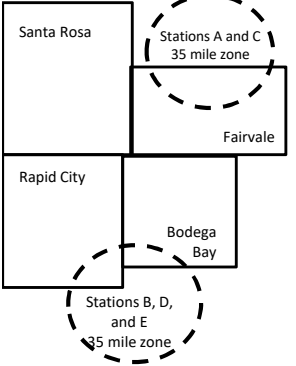 Santa Rosa
Stations A and C
35 mile zone
Fairvale
Rapid City
Bodega
Bay
Stations B, D,
and E
35 mile zone